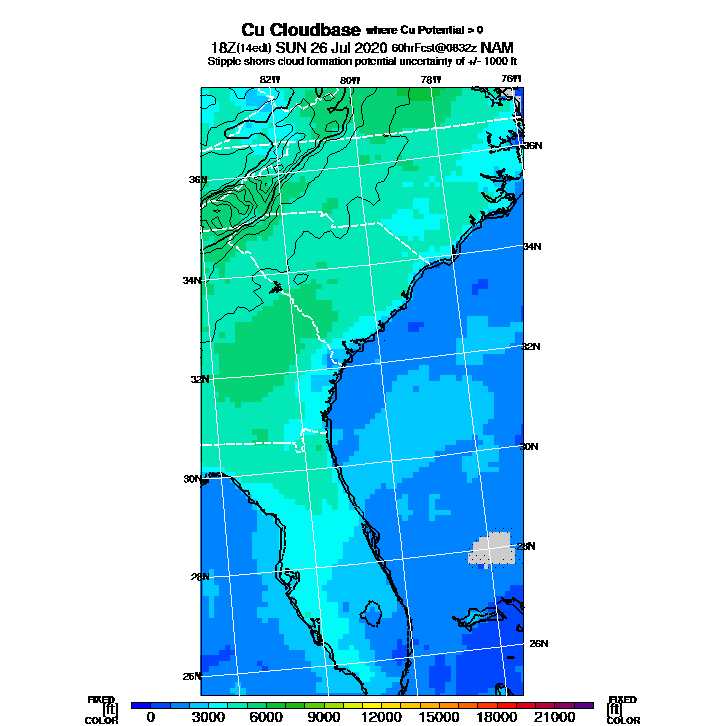 Cu Cloudbase where Cu Potential > 0
18Z(14edt) SUN 26 Jul 2020 60hrFcst@0832z NAM
Stipple shows cloud formation potential uncertainty of +/- 1000 ft
82W 80W 78W 76W
36N
36N
34N
34N
32N
32N
30N
30N
28N
28N
26N
26N
FIXED FIXED
[ft] [ft]
COLOR COLOR
0 3000 6000 9000 12000 15000 18000 21000